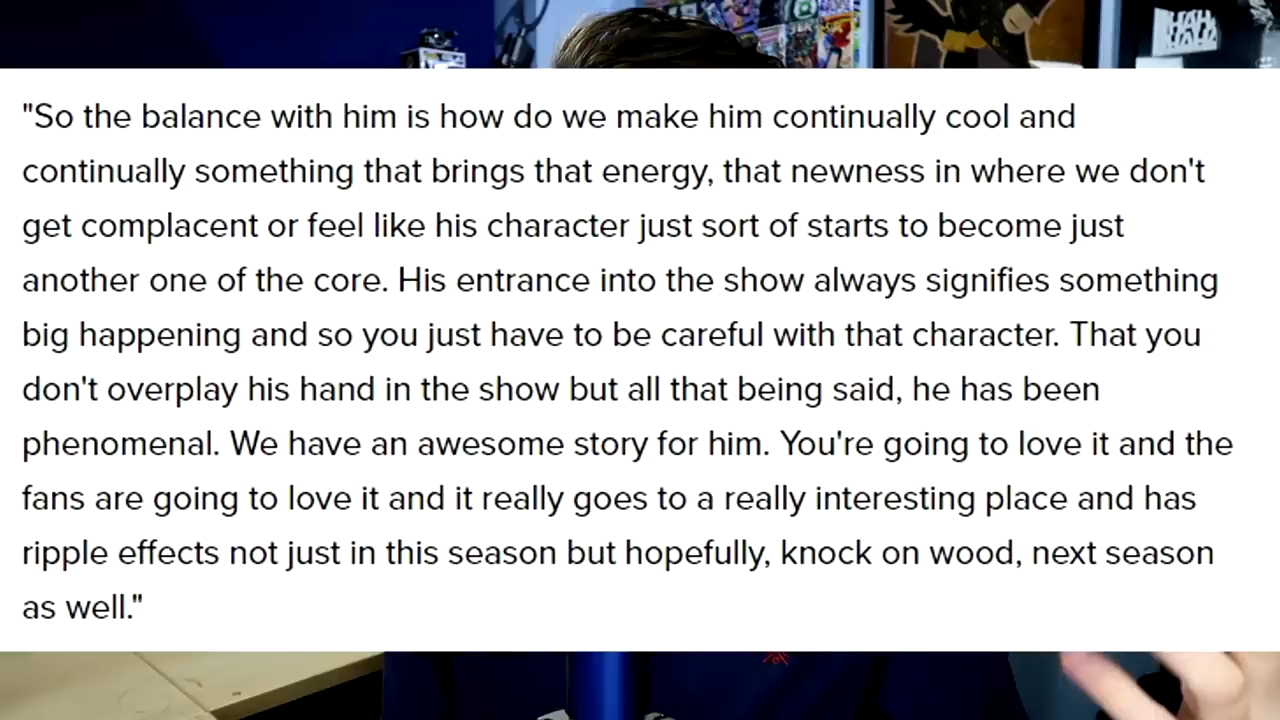 HAH
HAHA
"So the balance with him is how do we make him continually cool and
continually something that brings that energy, that newness in where we don't
get complacent or feel like his character just sort of starts to become just
another one of the core. His entrance into the show always signifies something
big happening and so you just have to be careful with that character. That you
don't overplay his hand in the show but all that being said, he has been
phenomenal. We have an awesome story for him. You're going to love it and the
fans are going to love it and it really goes to a really interesting place and has
ripple effects not just in this season but hopefully, knock on wood, next season
as well."